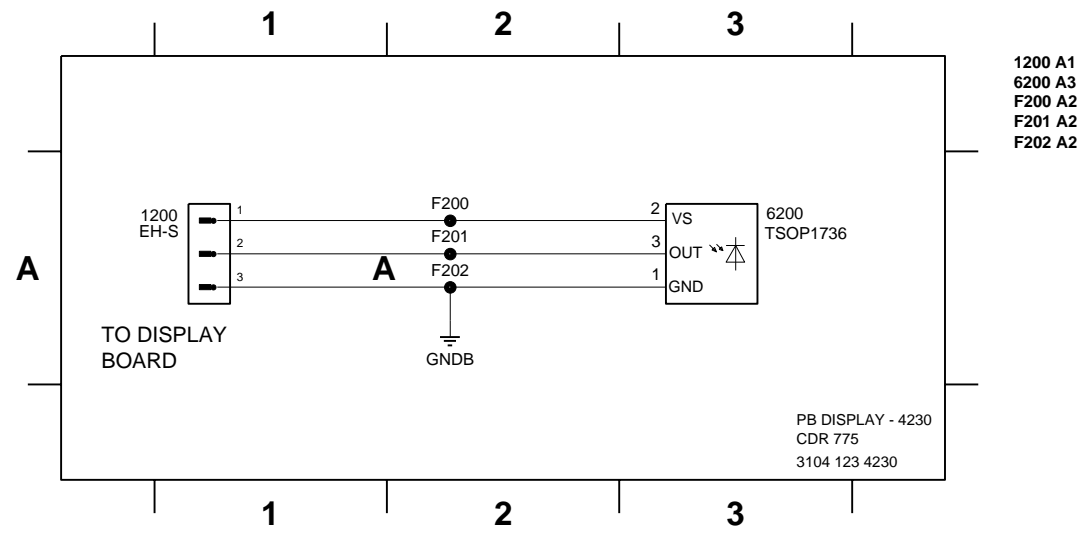 1 2 3
1200 A1
6200 A3
F200 A2
F201 A2
F202 A2
1200
EH-S
1
2
3
F200
F201
F202
GNDB
2 VS
3 OUT
1 GND
6200
TSOP1736
A A
TO DISPLAY
BOARD
PB DISPLAY - 4230
CDR 775
3104 123 4230
1 2 3